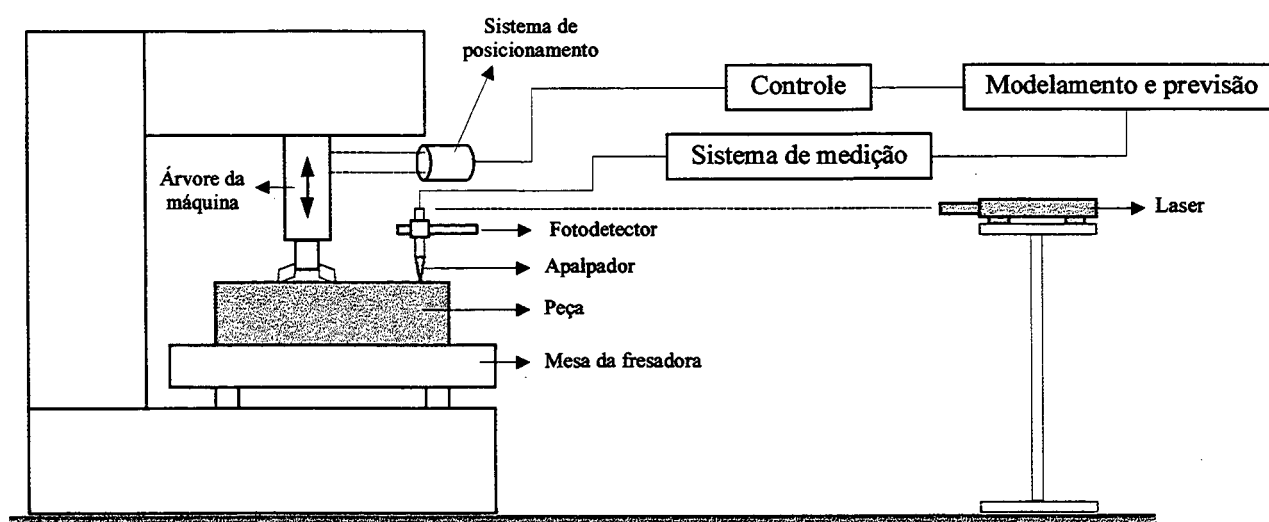 Sistema de
posicionamento
Controle
Modelamento e previsão
Sistema de medição
Árvore da
máquina
Laser
Fotodetector
Apalpador
Peça
Mesa da fresadora